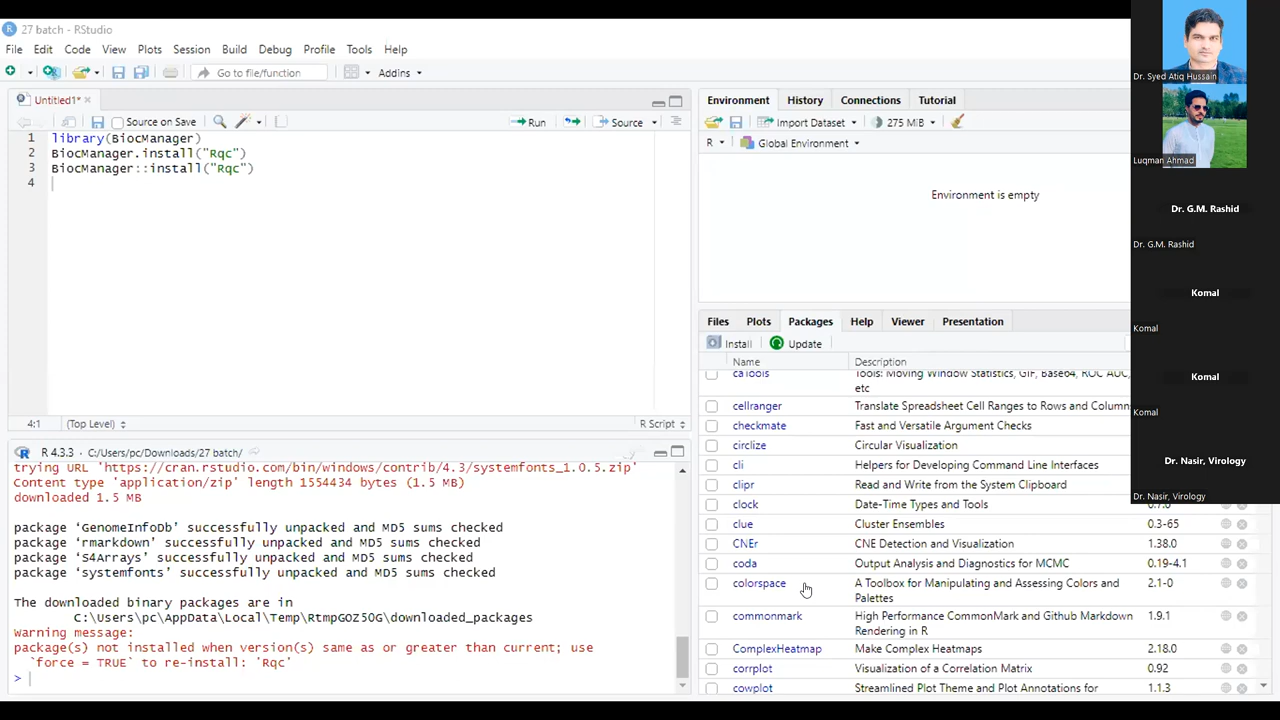 27 batch - RStudio
File Edit Code View Plots Session Build Debug Profile Tools Help
Go to file/function Addins
Untitled1*
Source on Save Run Source
1 library(BiocManager)
2 BiocManager.install("Rqc")
3 BiocManager::install("Rqc")
4
4:1 (Top Level) R Script
R 4.3.3 . C:/Users/pc/Downloads/27 batch/
trying URL 'https://cran.rstudio.com/bin/windows/contrib/4.3/systemfonts_1.0.5.zip'
Content type 'application/zip' length 1554434 bytes (1.5 MB)
downloaded 1.5 MB
package ‘GenomeInfoDb’ successfully unpacked and MD5 sums checked
package ‘rmarkdown’ successfully unpacked and MD5 sums checked
package ‘S4Arrays’ successfully unpacked and MD5 sums checked
package ‘systemfonts’ successfully unpacked and MD5 sums checked
The downloaded binary packages are in
C:\Users\pc\AppData\Local\Temp\RtmpGOZ50G\downloaded_packages
Warning message:
package(s) not installed when version(s) same as or greater than current; use
`force = TRUE` to re-install: 'Rqc'
>
Environment History Connections Tutorial
Import Dataset 275 MiB
R Global Environment
Environment is empty
Files Plots Packages Help Viewer Presentation
Install Update
Name Description
caTools Tools: Moving Window Statistics, GIF, Base64, ROC AUC,
etc
cellranger Translate Spreadsheet Cell Ranges to Rows and Columns
checkmate Fast and Versatile Argument Checks
circlize Circular Visualization
cli Helpers for Developing Command Line Interfaces
clipr Read and Write from the System Clipboard
clock Date-Time Types and Tools 0.7.0
clue Cluster Ensembles 0.3-65
CNEr CNE Detection and Visualization 1.38.0
coda Output Analysis and Diagnostics for MCMC 0.19-4.1
colorspace A Toolbox for Manipulating and Assessing Colors and 2.1-0
Palettes
commonmark High Performance CommonMark and Github Markdown 1.9.1
Rendering in R
ComplexHeatmap Make Complex Heatmaps 2.18.0
corrplot Visualization of a Correlation Matrix 0.92
cowplot Streamlined Plot Theme and Plot Annotations for 1.1.3
Dr. Syed Atiq Hussain
Luqman Ahmad
Dr. G.M. Rashid
Dr. G.M. Rashid
Komal
Komal
Komal
Komal
Dr. Nasir, Virology
Dr. Nasir, Virology